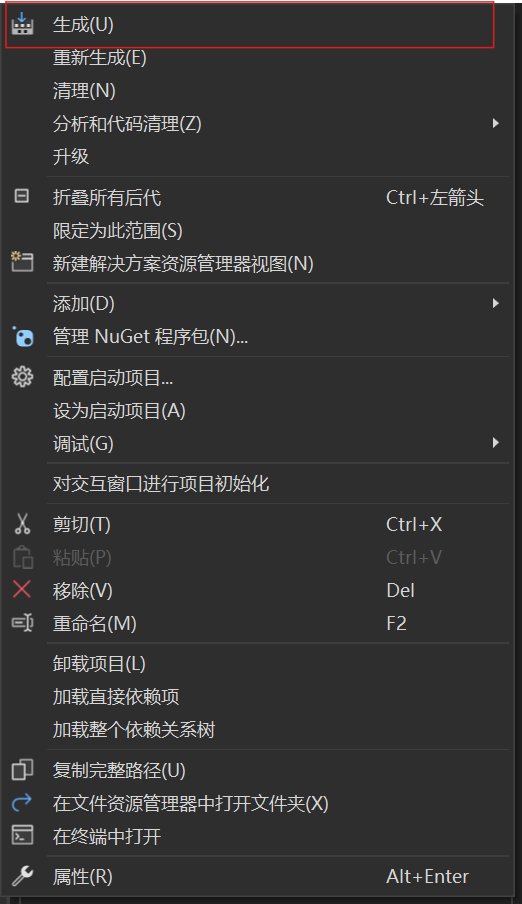 生成(U)
重新生成(E)
清理(N)
分析和代码清理(Z)
升级
折叠所有后代 Ctrl+左箭头
限定为此范围(S)
新建解决方案资源管理器视图(N)
添加(D)
管理 NuGet 程序包(N)...
配置启动项目...
设为启动项目(A)
调试(G)
对交互窗口进行项目初始化
剪切(T) Ctrl+X
粘贴(P) Ctrl+V
移除(V) Del
重命名(M) F2
卸载项目(L)
加载直接依赖项
加载整个依赖关系树
复制完整路径(U)
在文件资源管理器中打开文件夹(X)
在终端中打开
属性(R) Alt+Enter